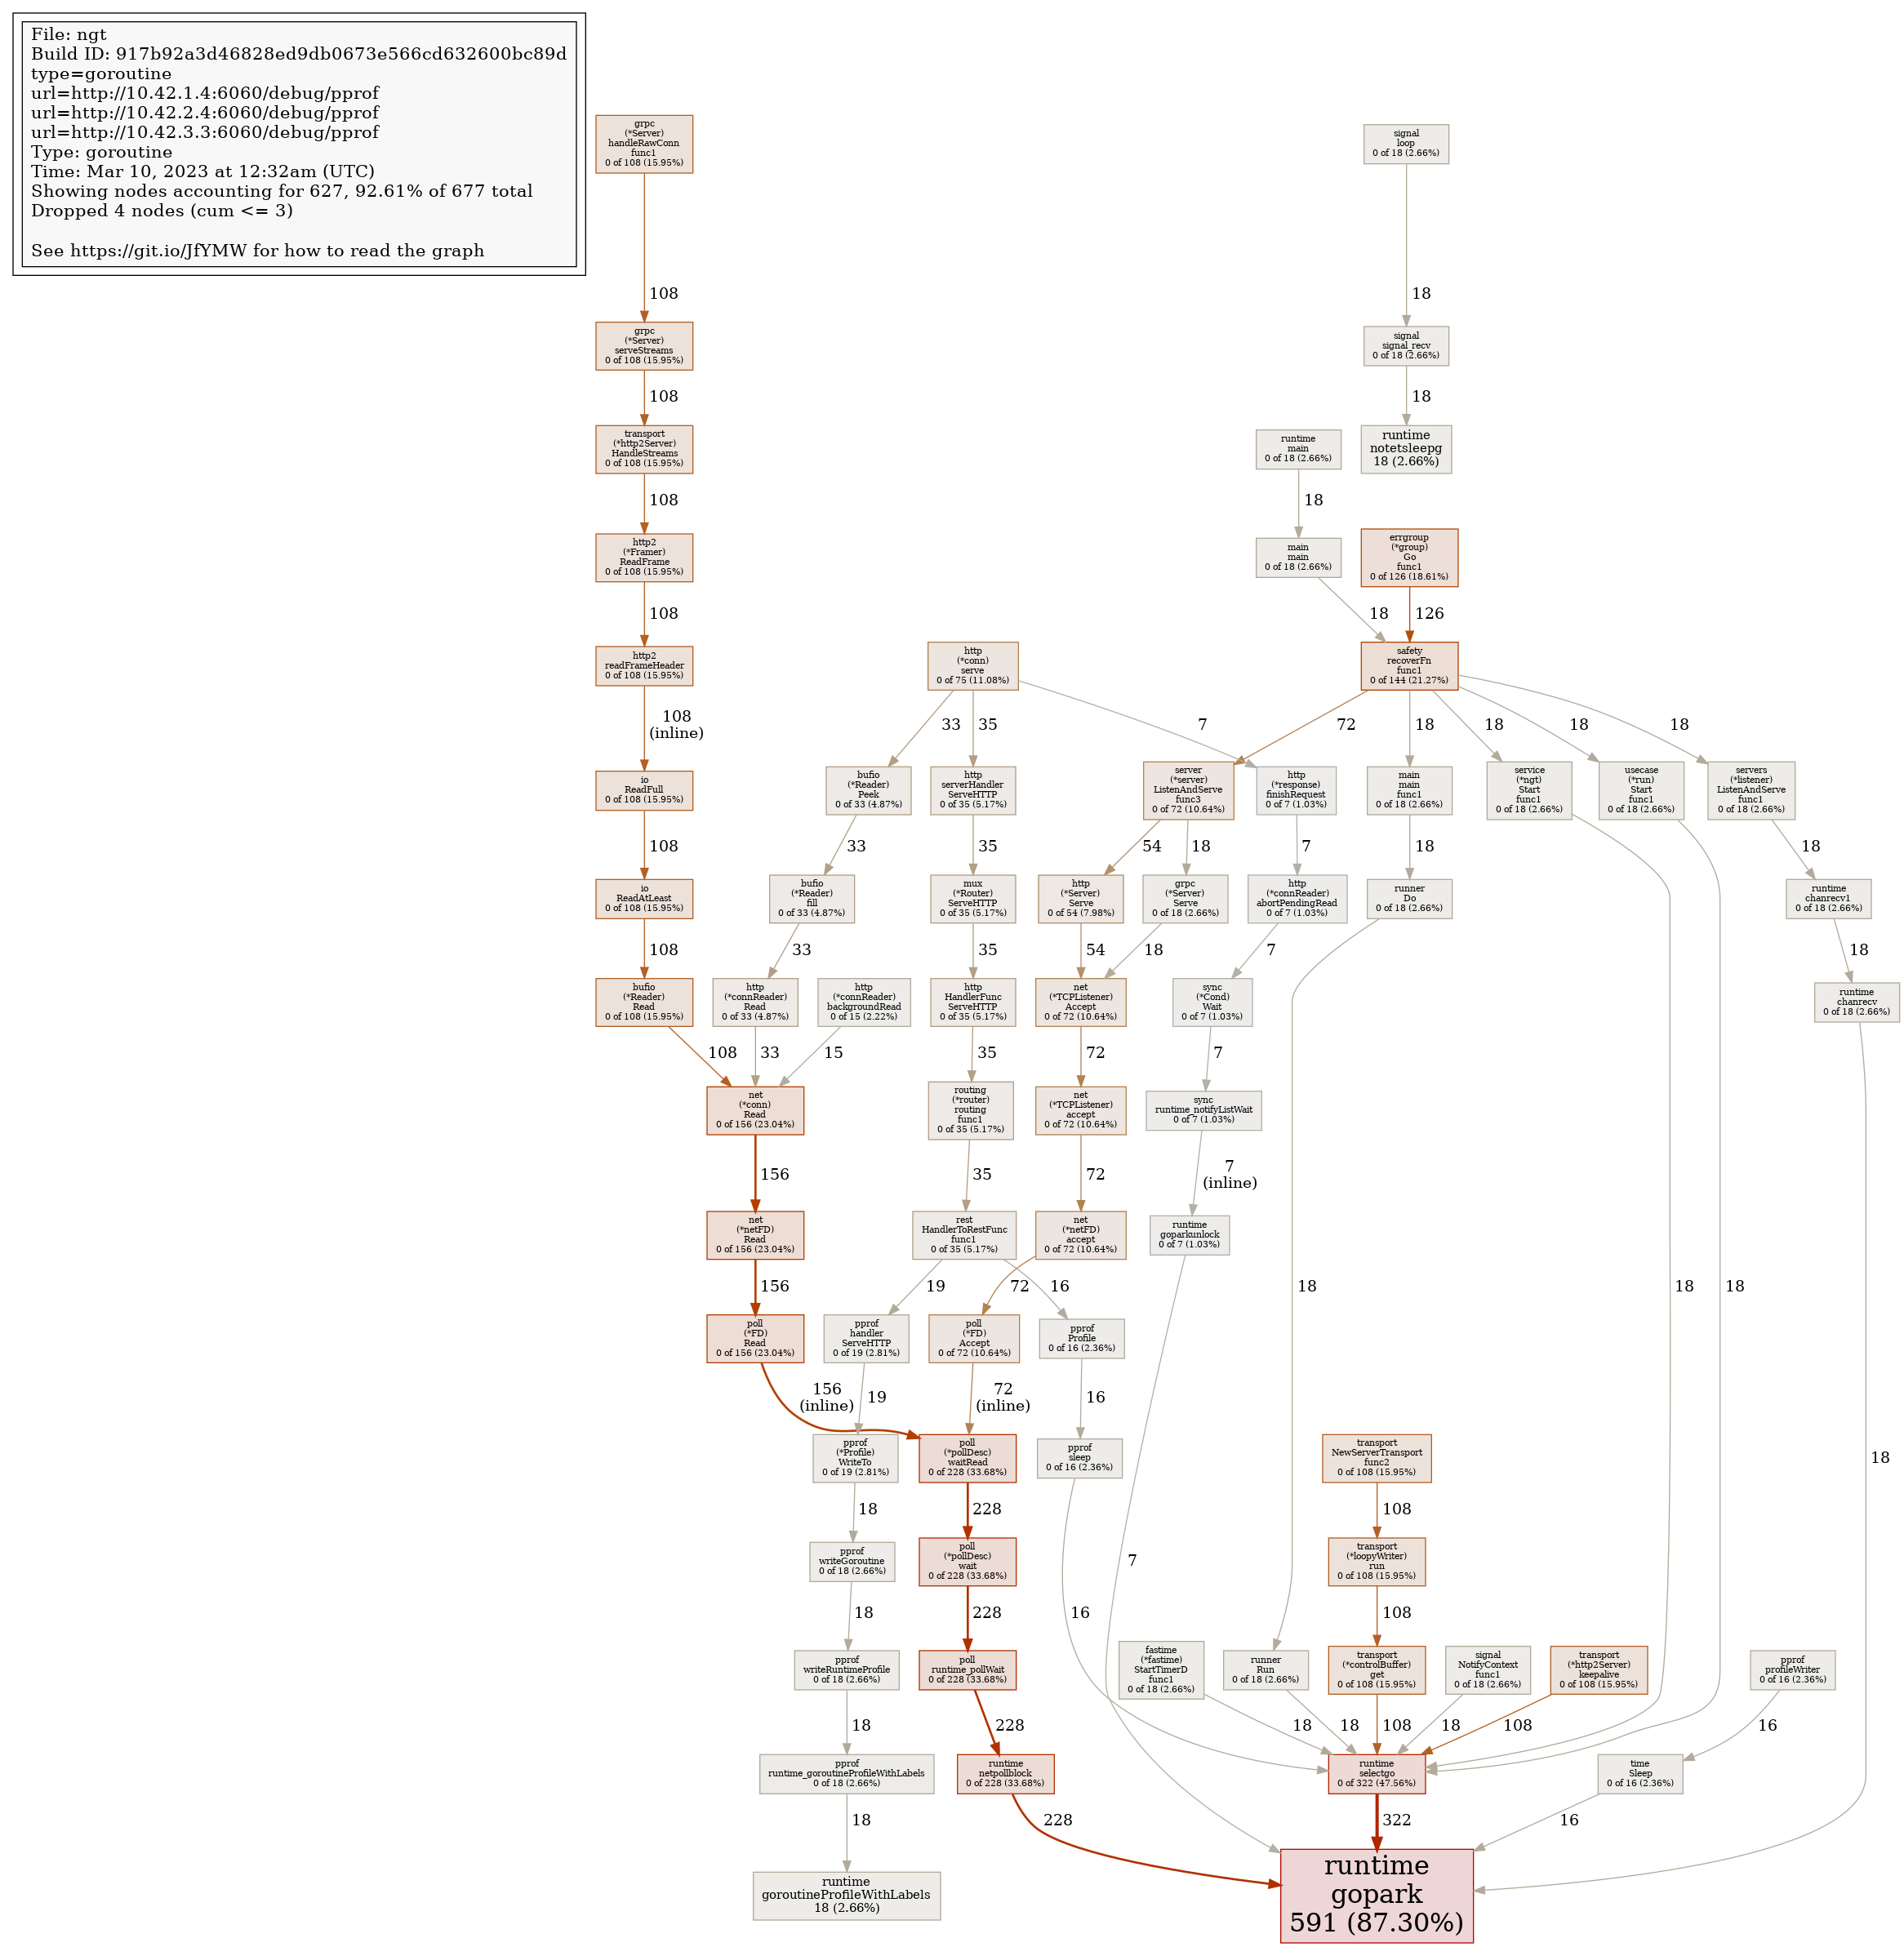 File: ngt
Build ID: 917b92a3d46828ed9db0673e566cd632600bc89d
type=goroutine
url=http://10.42.1.4:6060/debug/pprof
url=http://10.42.2.4:6060/debug/pprof
url=http://10.42.3.3:6060/debug/pprof
Type: goroutine
Time: Mar 10, 2023 at 12:32am (UTC)
Showing nodes accounting for 627, 92.61% of 677 total
Dropped 4 nodes (cum <= 3)
See https://git.io/JfYMW for how to read the graph
grpc
(*Server)
handleRawConn
func1
0 of 108 (15.95%)
108
grpc
(*Server)
serveStreams
0 of 108 (15.95%)
108
transport
(*http2Server)
HandleStreams
0 of 108 (15.95%)
108
http2
(*Framer)
ReadFrame
0 of 108 (15.95%)
108
http2
readFrameHeader
0 of 108 (15.95%)
108
(inline)
io
ReadFull
0 of 108 (15.95%)
108
io
ReadAtLeast
0 of 108 (15.95%)
108
bufio
(*Reader)
Read
0 of 108 (15.95%)
108
signal
loop
0 of 18 (2.66%)
18
signal
signal_recv
0 of 18 (2.66%)
18
runtime
notetsleepg
18 (2.66%)
runtime
main
0 of 18 (2.66%)
18
main
main
0 of 18 (2.66%)
18
errgroup
(*group)
Go
func1
0 of 126 (18.61%)
126
safety
recoverFn
func1
0 of 144 (21.27%)
72
18
18
18
18
http
(*conn)
serve
0 of 75 (11.08%)
33
35
7
bufio
(*Reader)
Peek
0 of 33 (4.87%)
33
bufio
(*Reader)
fill
0 of 33 (4.87%)
33
http
(*connReader)
Read
0 of 33 (4.87%)
33
http
(*connReader)
backgroundRead
0 of 15 (2.22%)
15
net
(*conn)
Read
0 of 156 (23.04%)
156
net
(*netFD)
Read
0 of 156 (23.04%)
156
poll
(*FD)
Read
0 of 156 (23.04%)
156
(inline)
http
serverHandler
ServeHTTP
0 of 35 (5.17%)
35
mux
(*Router)
ServeHTTP
0 of 35 (5.17%)
35
http
HandlerFunc
ServeHTTP
0 of 35 (5.17%)
35
routing
(*router)
routing
func1
0 of 35 (5.17%)
35
rest
HandlerToRestFunc
func1
0 of 35 (5.17%)
19
16
server
(*server)
ListenAndServe
func3
0 of 72 (10.64%)
54
18
http
(*Server)
Serve
0 of 54 (7.98%)
54
grpc
(*Server)
Serve
0 of 18 (2.66%)
18
net
(*TCPListener)
Accept
0 of 72 (10.64%)
72
net
(*TCPListener)
accept
0 of 72 (10.64%)
72
net
(*netFD)
accept
0 of 72 (10.64%)
72
poll
(*FD)
Accept
0 of 72 (10.64%)
72
(inline)
http
(*response)
finishRequest
0 of 7 (1.03%)
7
http
(*connReader)
abortPendingRead
0 of 7 (1.03%)
7
sync
(*Cond)
Wait
0 of 7 (1.03%)
7
sync
runtime_notifyListWait
0 of 7 (1.03%)
7
(inline)
runtime
goparkunlock
0 of 7 (1.03%)
7
main
main
func1
0 of 18 (2.66%)
18
runner
Do
0 of 18 (2.66%)
18
service
(*ngt)
Start
func1
0 of 18 (2.66%)
18
usecase
(*run)
Start
func1
0 of 18 (2.66%)
18
servers
(*listener)
ListenAndServe
func1
0 of 18 (2.66%)
18
runtime
chanrecv1
0 of 18 (2.66%)
18
runtime
chanrecv
0 of 18 (2.66%)
18
pprof
handler
ServeHTTP
0 of 19 (2.81%)
19
pprof
(*Profile)
WriteTo
0 of 19 (2.81%)
18
pprof
writeGoroutine
0 of 18 (2.66%)
18
pprof
writeRuntimeProfile
0 of 18 (2.66%)
18
pprof
runtime_goroutineProfileWithLabels
0 of 18 (2.66%)
18
runtime
goroutineProfileWithLabels
18 (2.66%)
pprof
Profile
0 of 16 (2.36%)
16
pprof
sleep
0 of 16 (2.36%)
16
poll
(*pollDesc)
waitRead
0 of 228 (33.68%)
228
poll
(*pollDesc)
wait
0 of 228 (33.68%)
228
poll
runtime_pollWait
0 of 228 (33.68%)
228
runtime
netpollblock
0 of 228 (33.68%)
228
transport
NewServerTransport
func2
0 of 108 (15.95%)
108
transport
(*loopyWriter)
run
0 of 108 (15.95%)
108
fastime
(*fastime)
StartTimerD
func1
0 of 18 (2.66%)
18
runner
Run
0 of 18 (2.66%)
18
transport
(*controlBuffer)
get
0 of 108 (15.95%)
108
signal
NotifyContext
func1
0 of 18 (2.66%)
18
transport
(*http2Server)
keepalive
0 of 108 (15.95%)
108
pprof
profileWriter
0 of 16 (2.36%)
16
runtime
selectgo
0 of 322 (47.56%)
322
time
Sleep
0 of 16 (2.36%)
16
runtime
gopark
591 (87.30%)